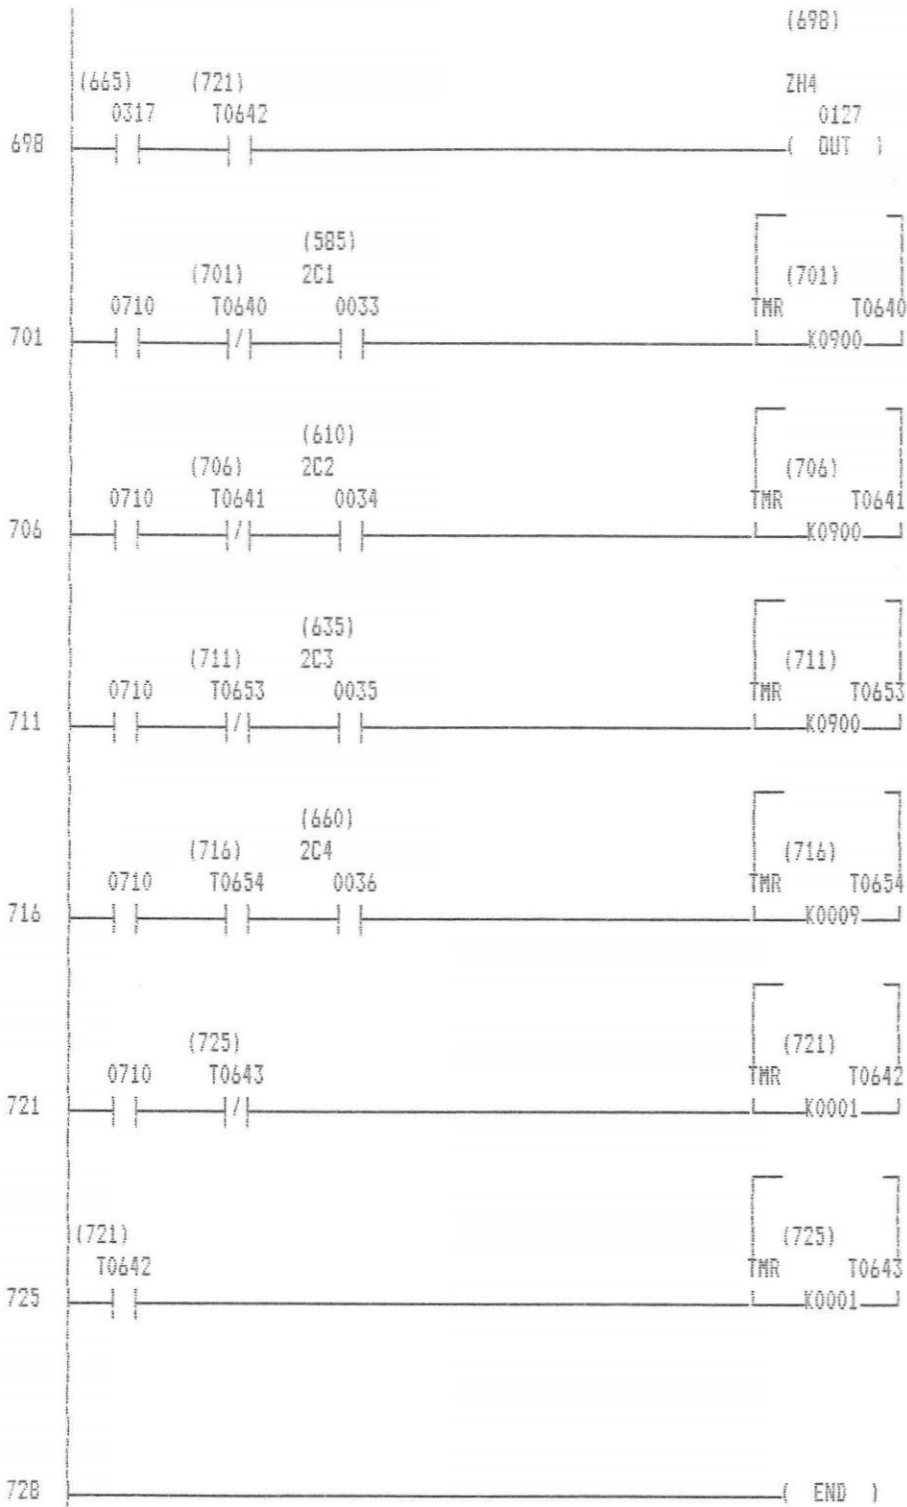 (698)
(665) (721) ZH4
0317 T0642 0127
698 ( OUT )
(585)
(701) 2C1 (701)
0710 T0640 0033 TMR T0640
701 K0900
(610)
(706) 2C2 (706)
0710 T0641 0034 TMR T0641
706 K0900
(635)
(711) 2C3 (711)
0710 T0653 0035 TMR T0653
711 K0900
(660)
(716) 2C4 (716)
0710 T0654 0036 TMR T0654
716 K0009
(725) (721)
0710 T0643 TMR T0642
721 K0001
(721) (725)
T0642 TMR T0643
725 K0001
728 ( END )